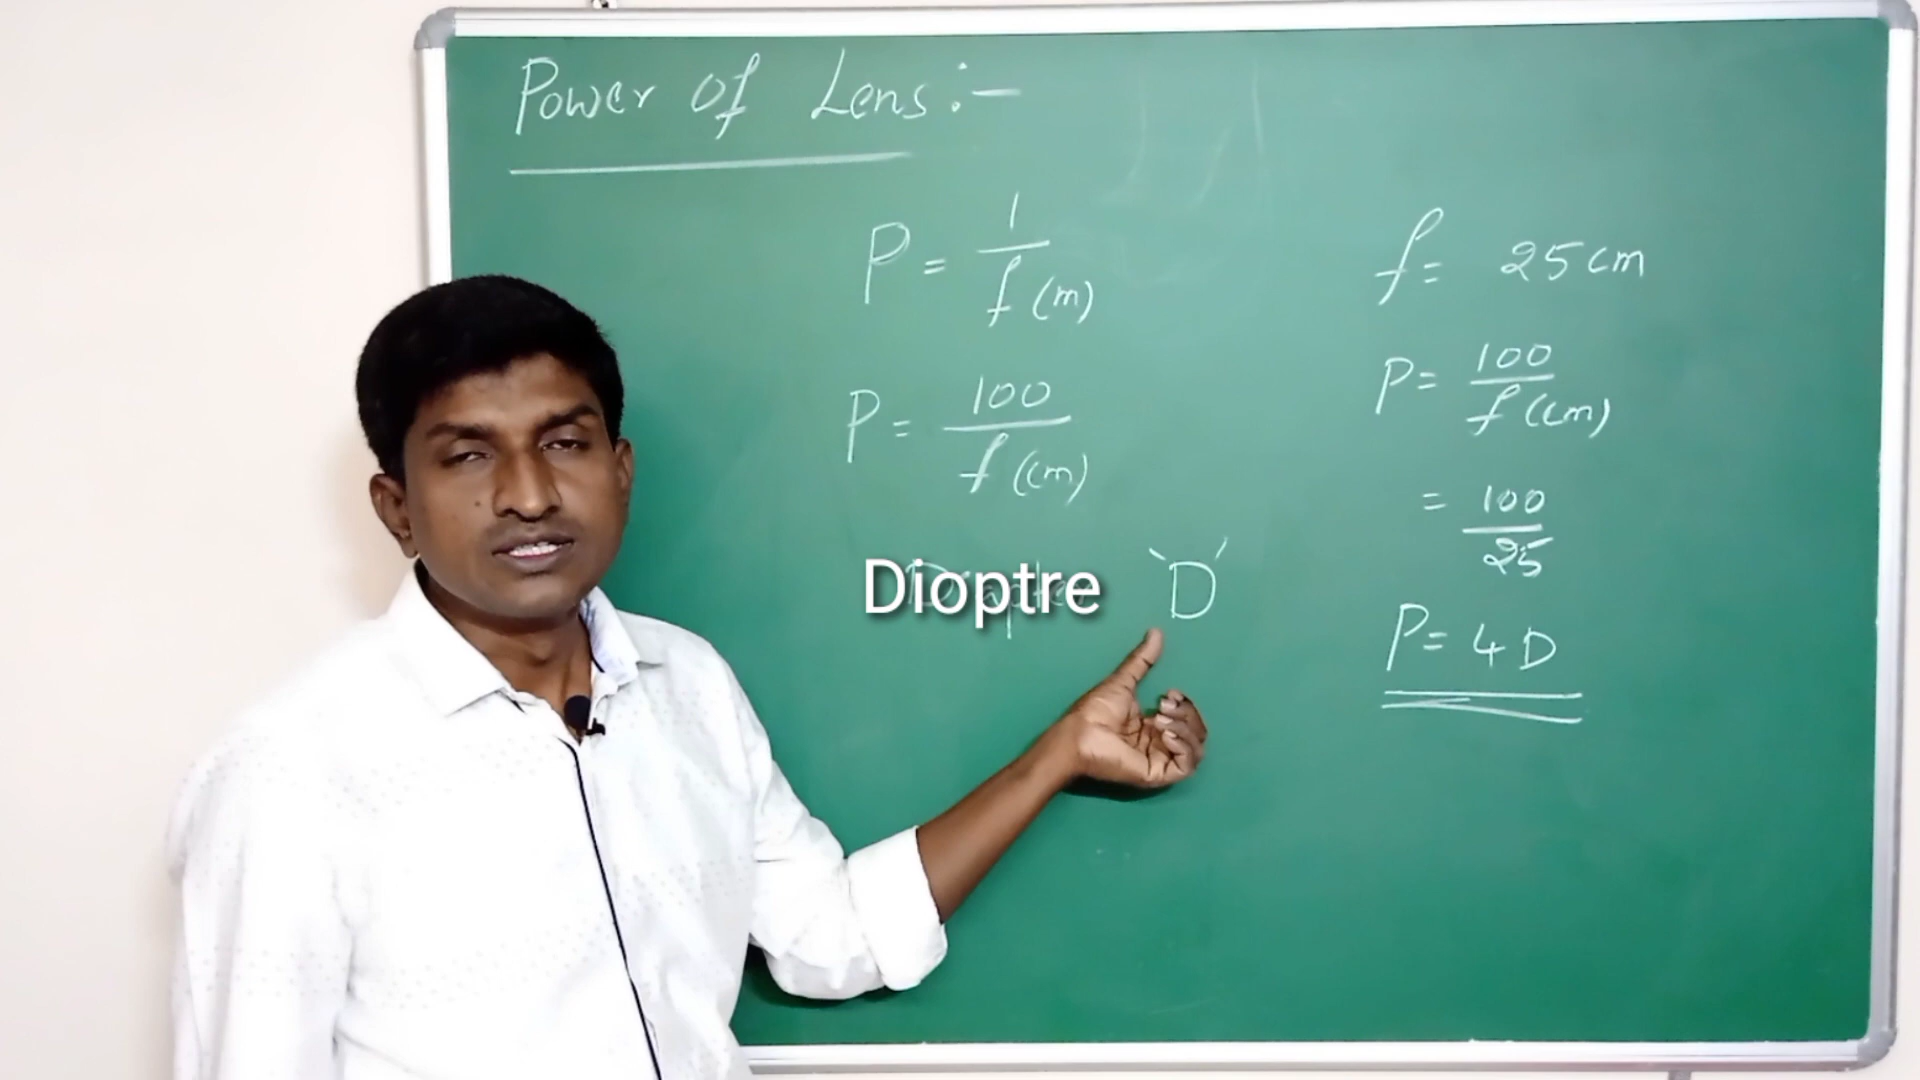 Power of Lens:-
P = 1/f (m)
P = 100/f (cm)
Dioptre 'D'
f = 25 cm
P = 100/f (cm)
= 100/25
P = 4 D